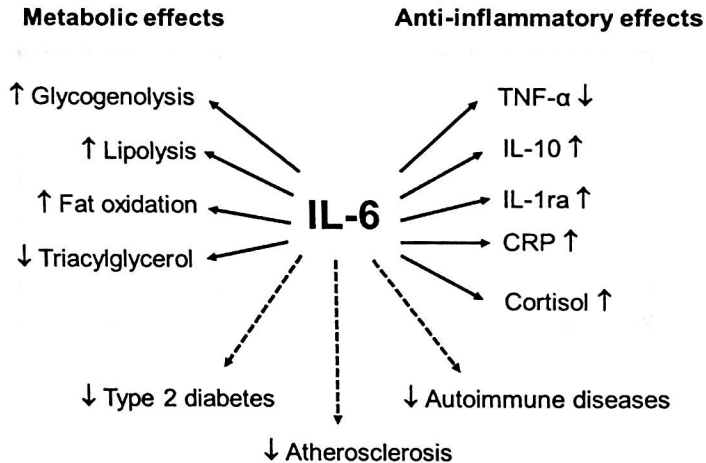 Metabolic effects
Anti-inflammatory effects
↑ Glycogenolysis
↑ Lipolysis
↑ Fat oxidation
↓ Triacylglycerol
IL-6
TNF-α ↓
IL-10 ↑
IL-1ra ↑
CRP ↑
Cortisol ↑
↓ Type 2 diabetes
↓ Atherosclerosis
↓ Autoimmune diseases